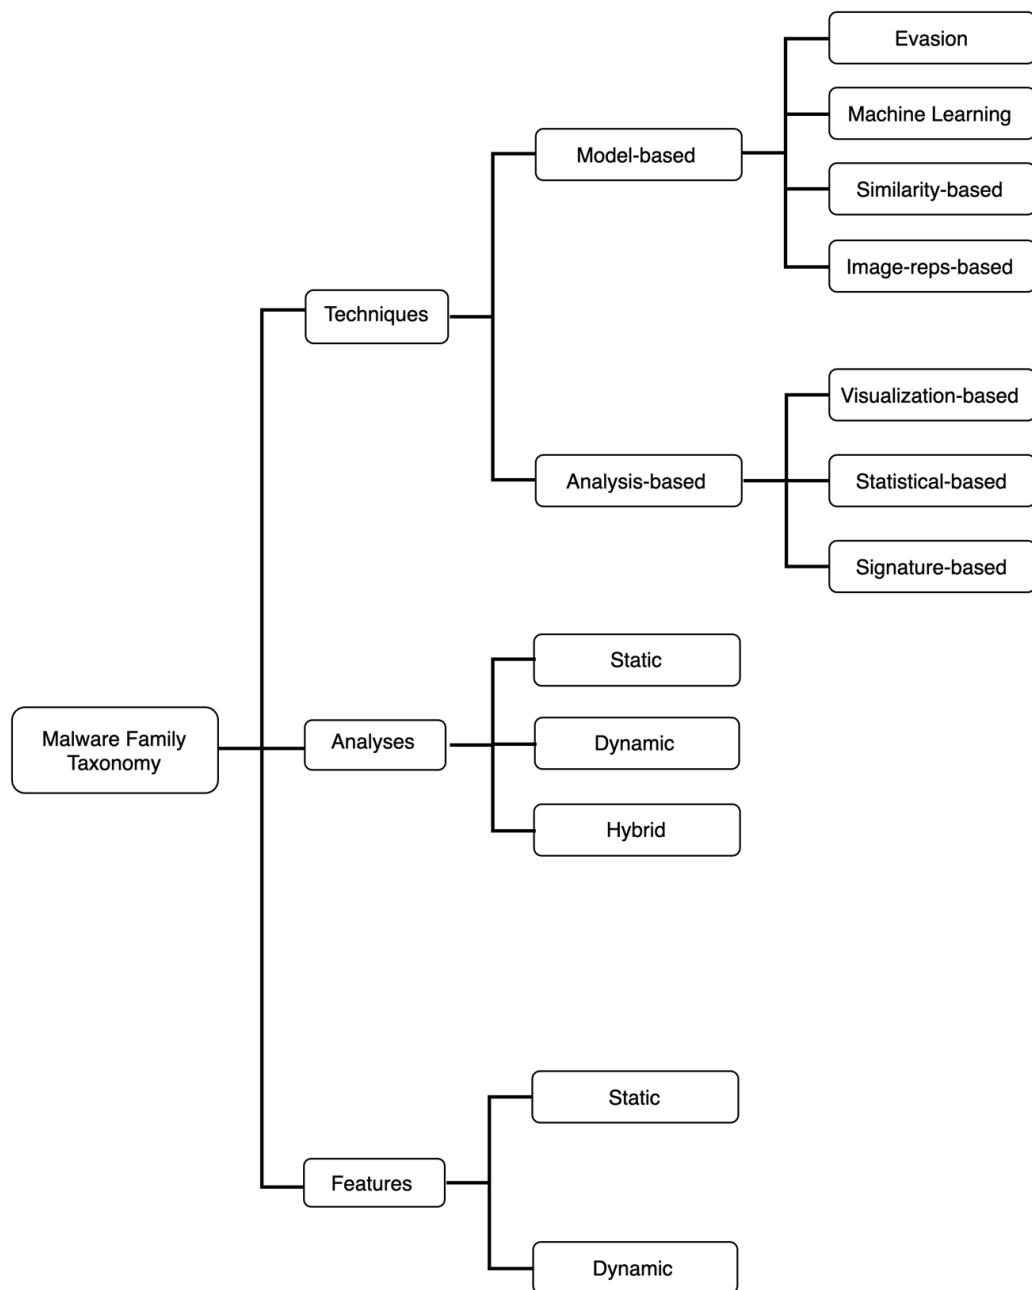 Evasion
Machine Learning
Model-based
Similarity-based
Image-reps-based
Techniques
Visualization-based
Analysis-based
Statistical-based
Signature-based
Static
Malware Family
Taxonomy
Analyses
Dynamic
Hybrid
Static
Features
Dynamic